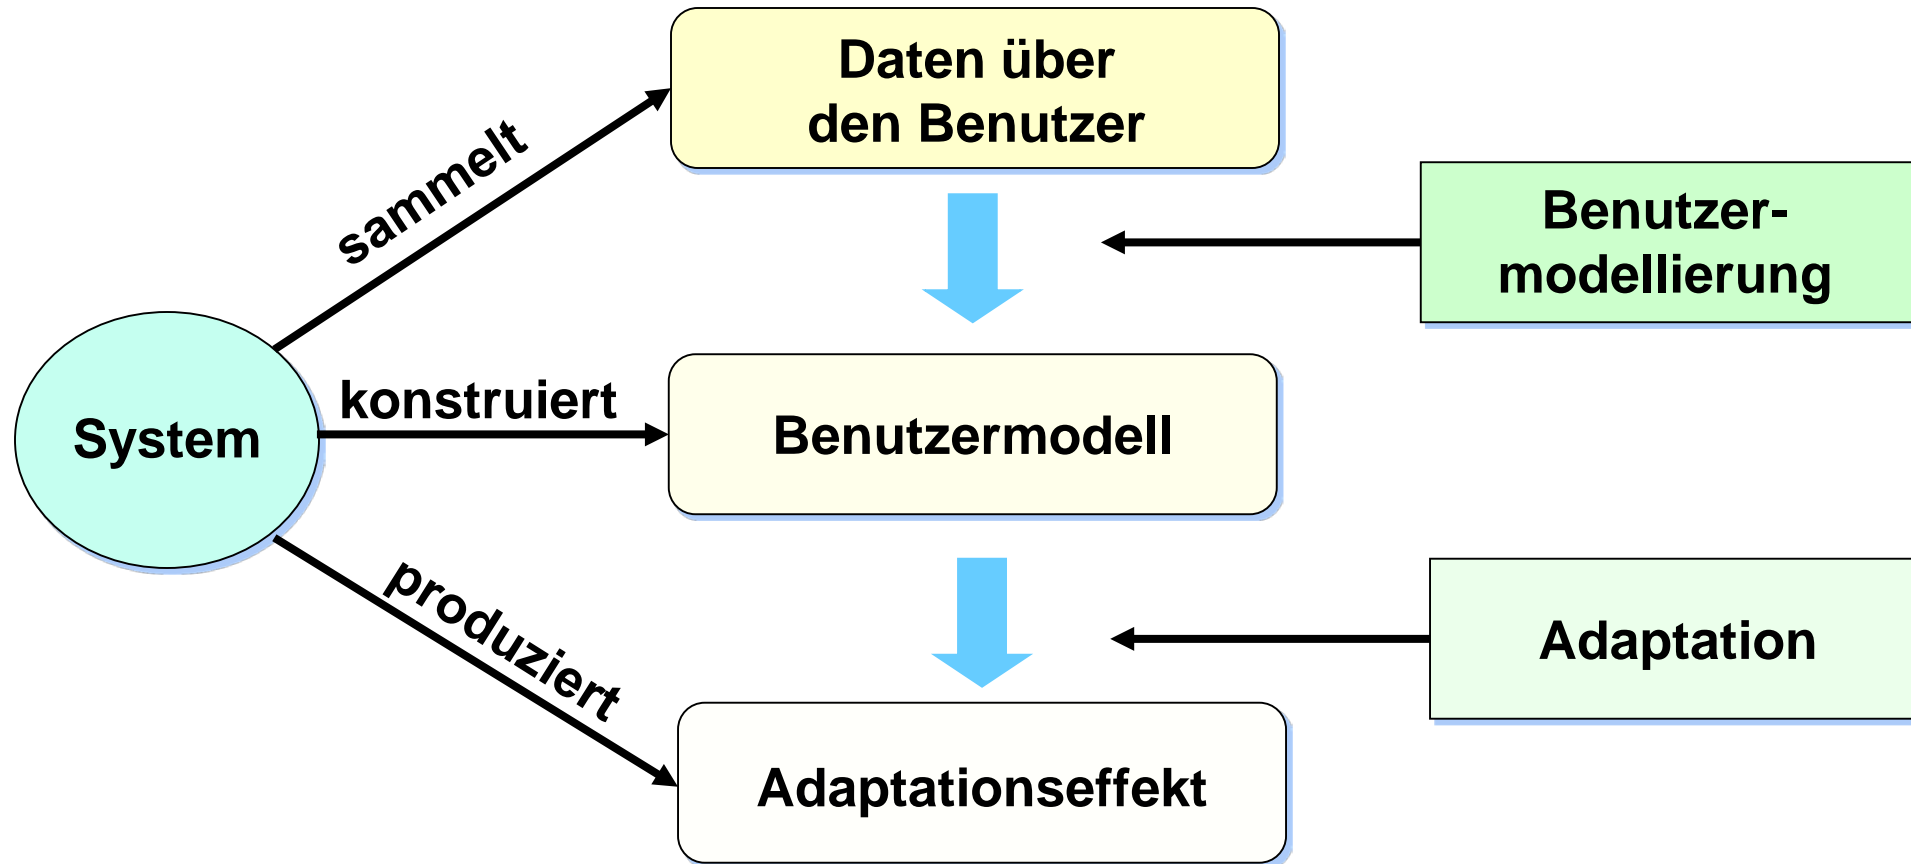 Daten über
den Benutzer
sammelt
Benutzer-
modellierung
konstruiert
System
Benutzermodell
produziert
Adaptation
Adaptationseffekt